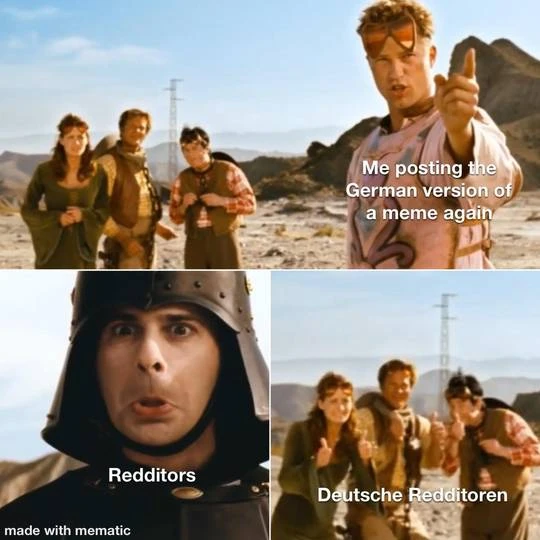 Me posting the
German version of
a meme again
Redditors
Deutsche Redditoren
made with mematic